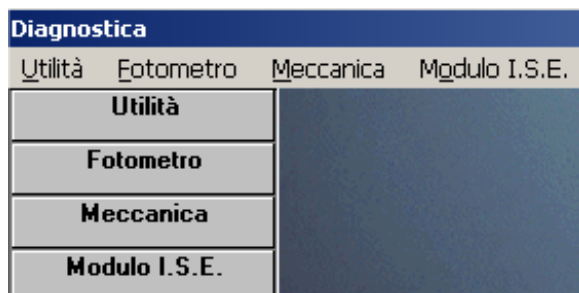 Diagnostica
Utilità Fotometro Meccanica Modulo I.S.E.
Utilità
Fotometro
Meccanica
Modulo I.S.E.